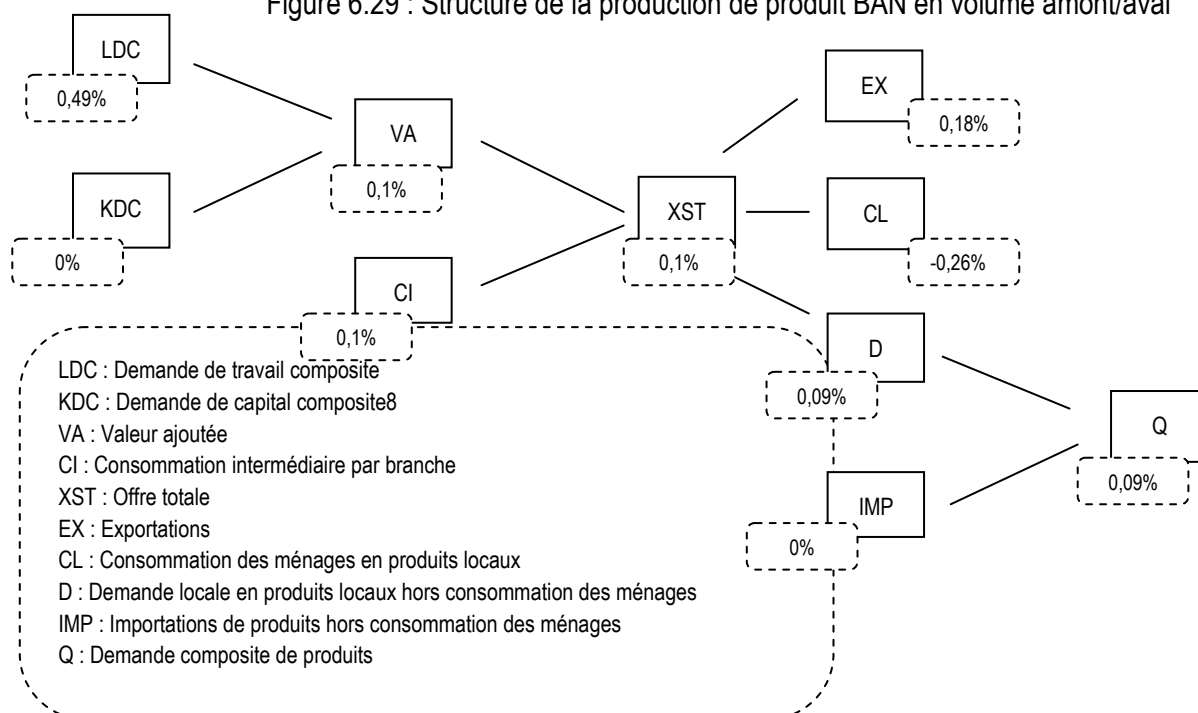 Figure 6.29 : Structure de la production de produit BAN en volume amont/aval
LDC
0,49%
KDC
0%
VA
0,1%
CI
0,1%
XST
0,1%
EX
0,18%
CL
-0,26%
D
0,09%
IMP
0%
Q
0,09%
LDC : Demande de travail composite
KDC : Demande de capital composite8
VA : Valeur ajoutée
CI : Consommation intermédiaire par branche
XST : Offre totale
EX : Exportations
CL : Consommation des ménages en produits locaux
D : Demande locale en produits locaux hors consommation des ménages
IMP : Importations de produits hors consommation des ménages
Q : Demande composite de produits